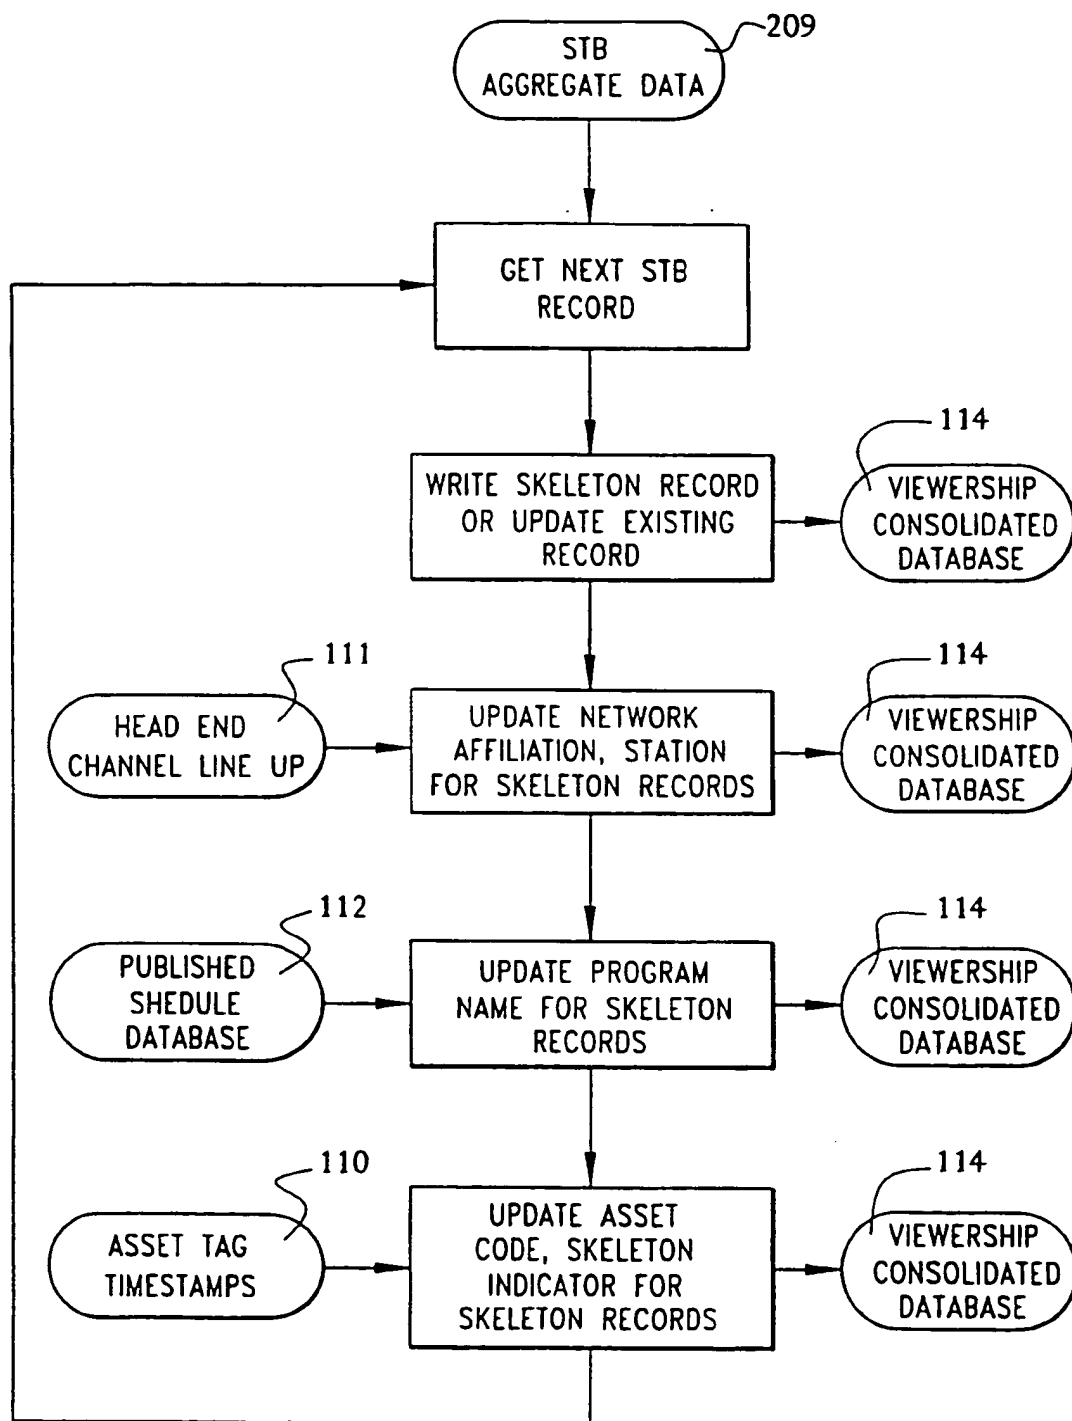 STB
AGGREGATE DATA
209
GET NEXT STB
RECORD
WRITE SKELETON RECORD
OR UPDATE EXISTING
RECORD
114
VIEWERSHIP
CONSOLIDATED
DATABASE
111
HEAD END
CHANNEL LINE UP
UPDATE NETWORK
AFFILIATION, STATION
FOR SKELETON RECORDS
114
VIEWERSHIP
CONSOLIDATED
DATABASE
112
PUBLISHED
SHEDULE
DATABASE
UPDATE PROGRAM
NAME FOR SKELETON
RECORDS
114
VIEWERSHIP
CONSOLIDATED
DATABASE
110
ASSET TAG
TIMESTAMPS
UPDATE ASSET
CODE, SKELETON
INDICATOR FOR
SKELETON RECORDS
114
VIEWERSHIP
CONSOLIDATED
DATABASE